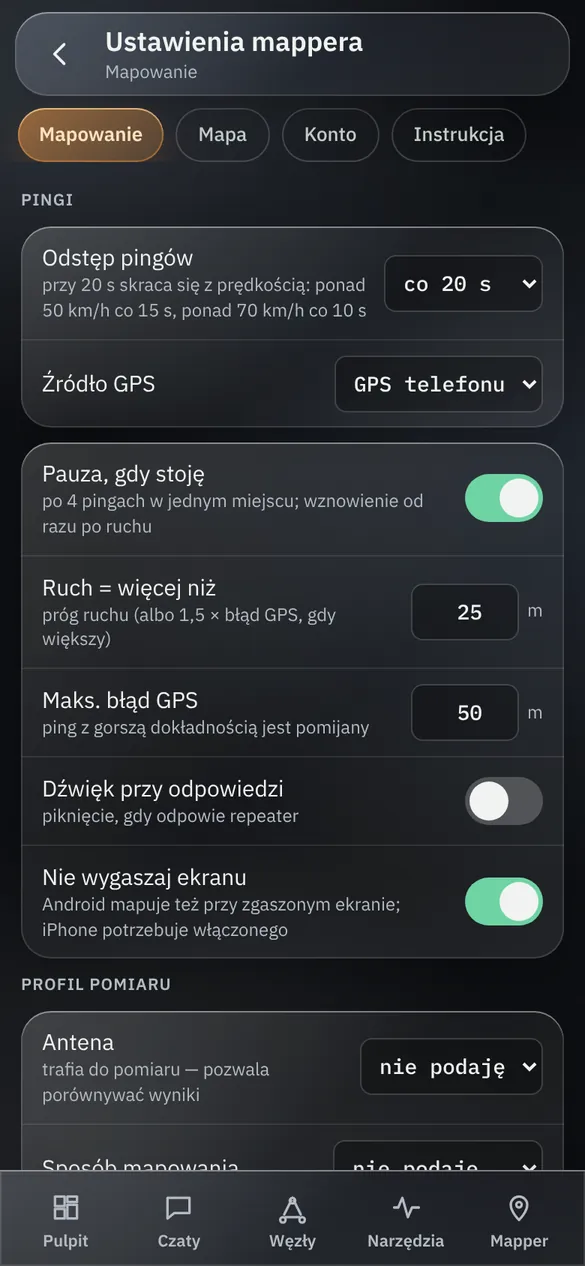 Ustawienia mappera
Mapowanie
Mapowanie
Mapa
Konto
Instrukcja
PINGI
Odstęp pingów
przy 20 s skraca się z prędkością: ponad
50 km/h co 15 s, ponad 70 km/h co 10 s
co 20 s
Źródło GPS
GPS telefonu
Pauza, gdy stoję
po 4 pingach w jednym miejscu; wznowienie od
razu po ruchu
Ruch = więcej niż
próg ruchu (albo 1,5 × błąd GPS, gdy
większy)
25 m
Maks. błąd GPS
ping z gorszą dokładnością jest pomijany
50 m
Dźwięk przy odpowiedzi
piknięcie, gdy odpowie repeater
Nie wygaszaj ekranu
Android mapuje też przy zgaszonym ekranie;
iPhone potrzebuje włączonego
PROFIL POMIARU
Antena
trafia do pomiaru — pozwala
porównywać wyniki
nie podaję
Sposób mapowania
nie podaję
Pulpit
Czaty
Węzły
Narzędzia
Mapper